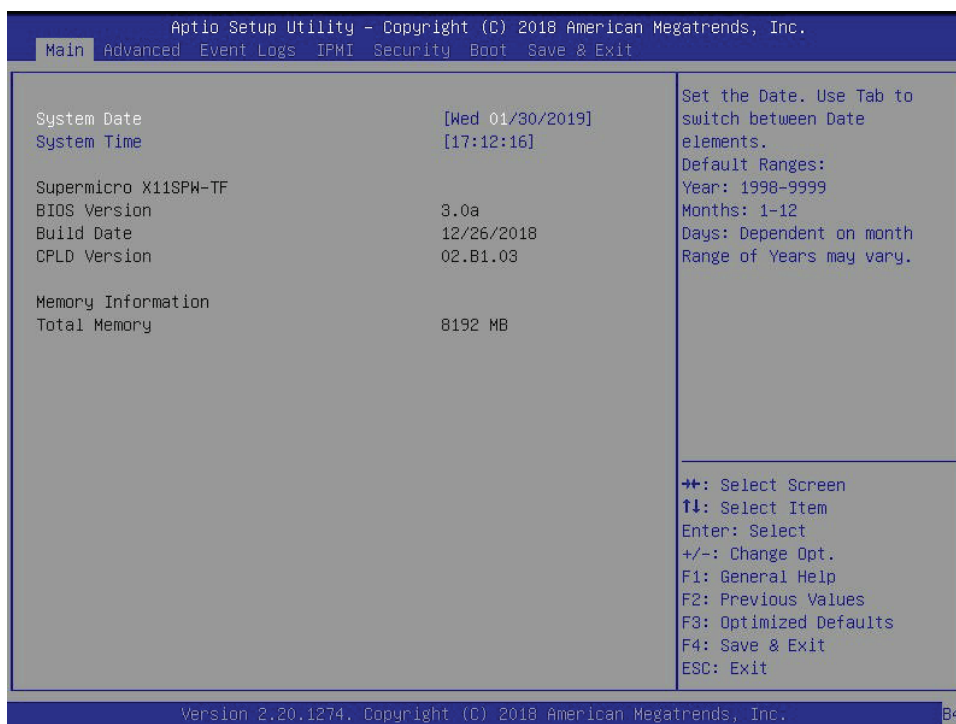 Aptio Setup Utility – Copyright (C) 2018 American Megatrends, Inc.
Main Advanced Event Logs IPMI Security Boot Save & Exit
System Date [Wed 01/30/2019]
System Time [17:12:16]
Supermicro X11SPW-TF
BIOS Version 3.0a
Build Date 12/26/2018
CPLD Version 02.B1.03
Memory Information
Total Memory 8192 MB
Set the Date. Use Tab to
switch between Date
elements.
Default Ranges:
Year: 1998-9999
Months: 1-12
Days: Dependent on month
Range of Years may vary.
→←: Select Screen
↑↓: Select Item
Enter: Select
+/-: Change Opt.
F1: General Help
F2: Previous Values
F3: Optimized Defaults
F4: Save & Exit
ESC: Exit
Version 2.20.1274. Copyright (C) 2018 American Megatrends, Inc.